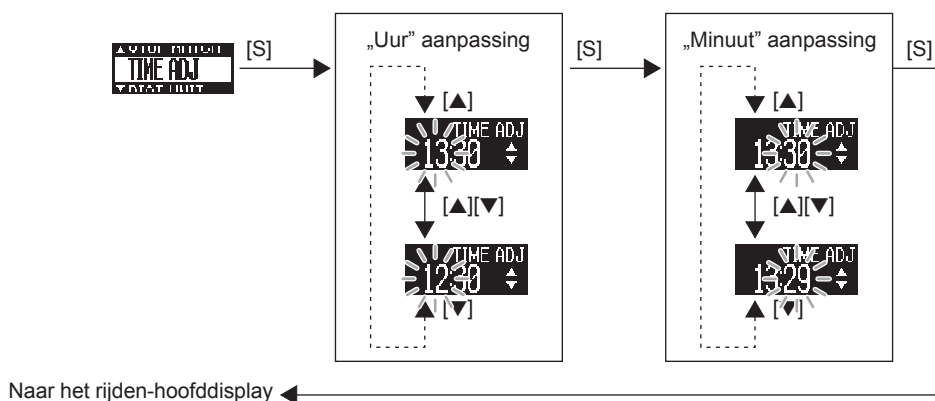 „Uur” aanpassing
„Minuut” aanpassing
[S]
[S]
[S]
TIME ADJ
[▲]
[▲]
TIME ADJ
13:30
TIME ADJ
13:30
[▲][▼]
[▲][▼]
TIME ADJ
12:30
TIME ADJ
13:29
[▼]
[▼]
Naar het rijden-hoofddisplay